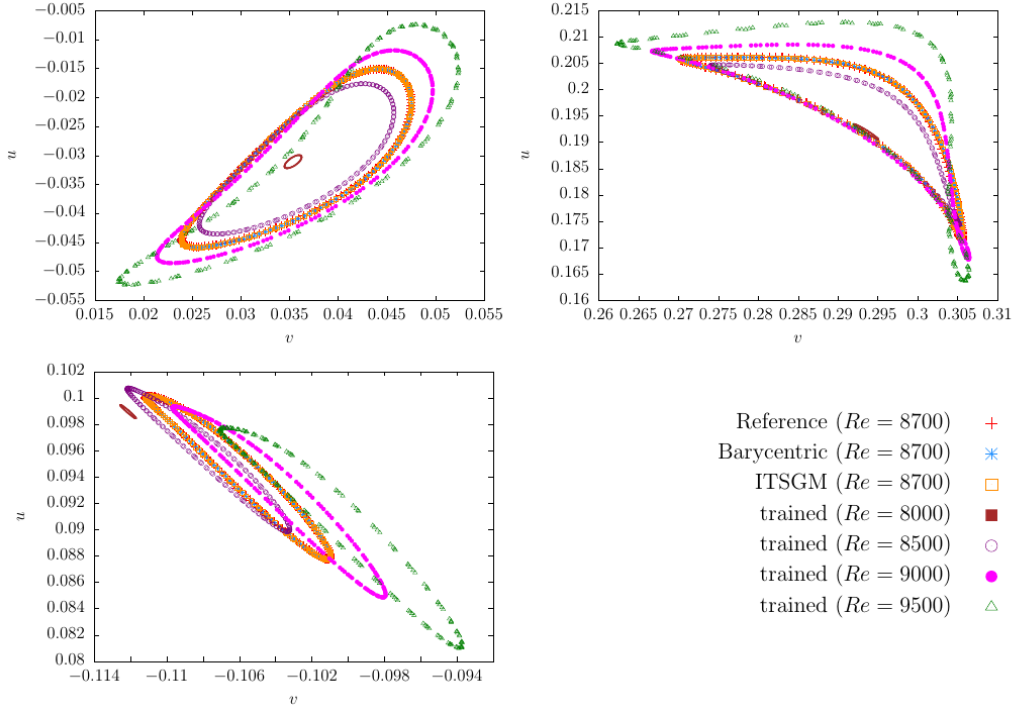 −0.005
−0.01
−0.015
−0.02
−0.025
−0.03
−0.035
−0.04
−0.045
−0.05
−0.055
0.015 0.02 0.025 0.03 0.035 0.04 0.045 0.05 0.055
u
v
0.215
0.21
0.205
0.2
0.195
0.19
0.185
0.18
0.175
0.17
0.165
0.16
0.26 0.265 0.27 0.275 0.28 0.285 0.29 0.295 0.3 0.305 0.31
u
v
0.102
0.1
0.098
0.096
0.094
0.092
0.09
0.088
0.086
0.084
0.082
0.08
−0.114 −0.11 −0.106 −0.102 −0.098 −0.094
u
v
Reference (Re = 8700)
Barycentric (Re = 8700)
ITSGM (Re = 8700)
trained (Re = 8000)
trained (Re = 8500)
trained (Re = 9000)
trained (Re = 9500)